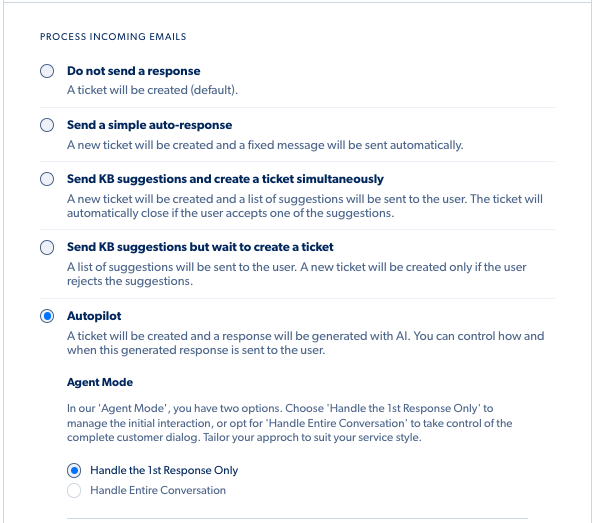 PROCESS INCOMING EMAILS
Do not send a response
A ticket will be created (default).
Send a simple auto-response
A new ticket will be created and a fixed message will be sent automatically.
Send KB suggestions and create a ticket simultaneously
A new ticket will be created and a list of suggestions will be sent to the user. The ticket will
automatically close if the user accepts one of the suggestions.
Send KB suggestions but wait to create a ticket
A list of suggestions will be sent to the user. A new ticket will be created only if the user
rejects the suggestions.
Autopilot
A ticket will be created and a response will be generated with AI. You can control how and
when this generated response is sent to the user.
Agent Mode
In our 'Agent Mode', you have two options. Choose 'Handle the 1st Response Only' to
manage the initial interaction, or opt for 'Handle Entire Conversation' to take control of the
complete customer dialog. Tailor your approch to suit your service style.
Handle the 1st Response Only
Handle Entire Conversation